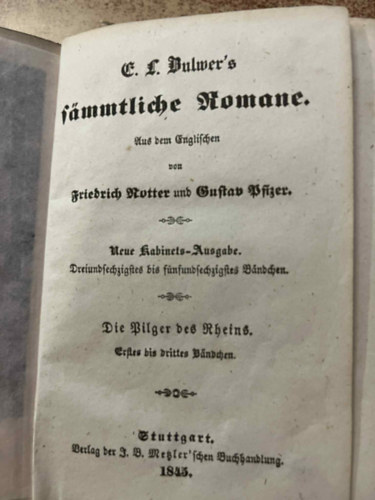 E. L. Bulwer's
sämmtliche Romane.
Aus dem Englischen
von
Friedrich Notter und Gustav Pfizer.
Neue Kabinets-Ausgabe.
Dreiundsechzigstes bis fünfundsechzigstes Bändchen.
Die Pilger des Rheins.
Erstes bis drittes Bändchen.
Stuttgart.
Verlag der J. B. Metzler'schen Buchhandlung.
1845.